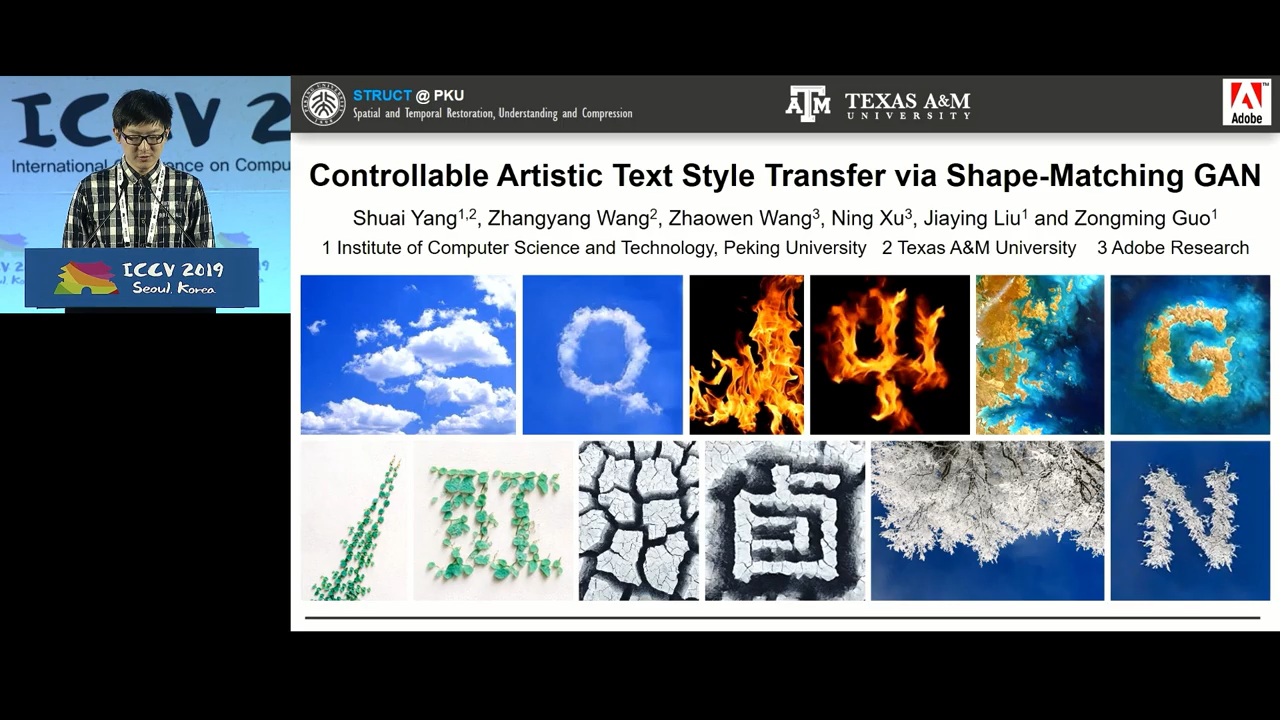 ICCV 2
International ence on Compu
ICCV 2019
Seoul, Korea
STRUCT @ PKU
Spatial and Temporal Restoration, Understanding and Compression
ATM TEXAS A&M
UNIVERSITY
Adobe
Controllable Artistic Text Style Transfer via Shape-Matching GAN
Shuai Yang1,2, Zhangyang Wang2, Zhaowen Wang3, Ning Xu3, Jiaying Liu1 and Zongming Guo1
1 Institute of Computer Science and Technology, Peking University 2 Texas A&M University 3 Adobe Research
Q
G
N